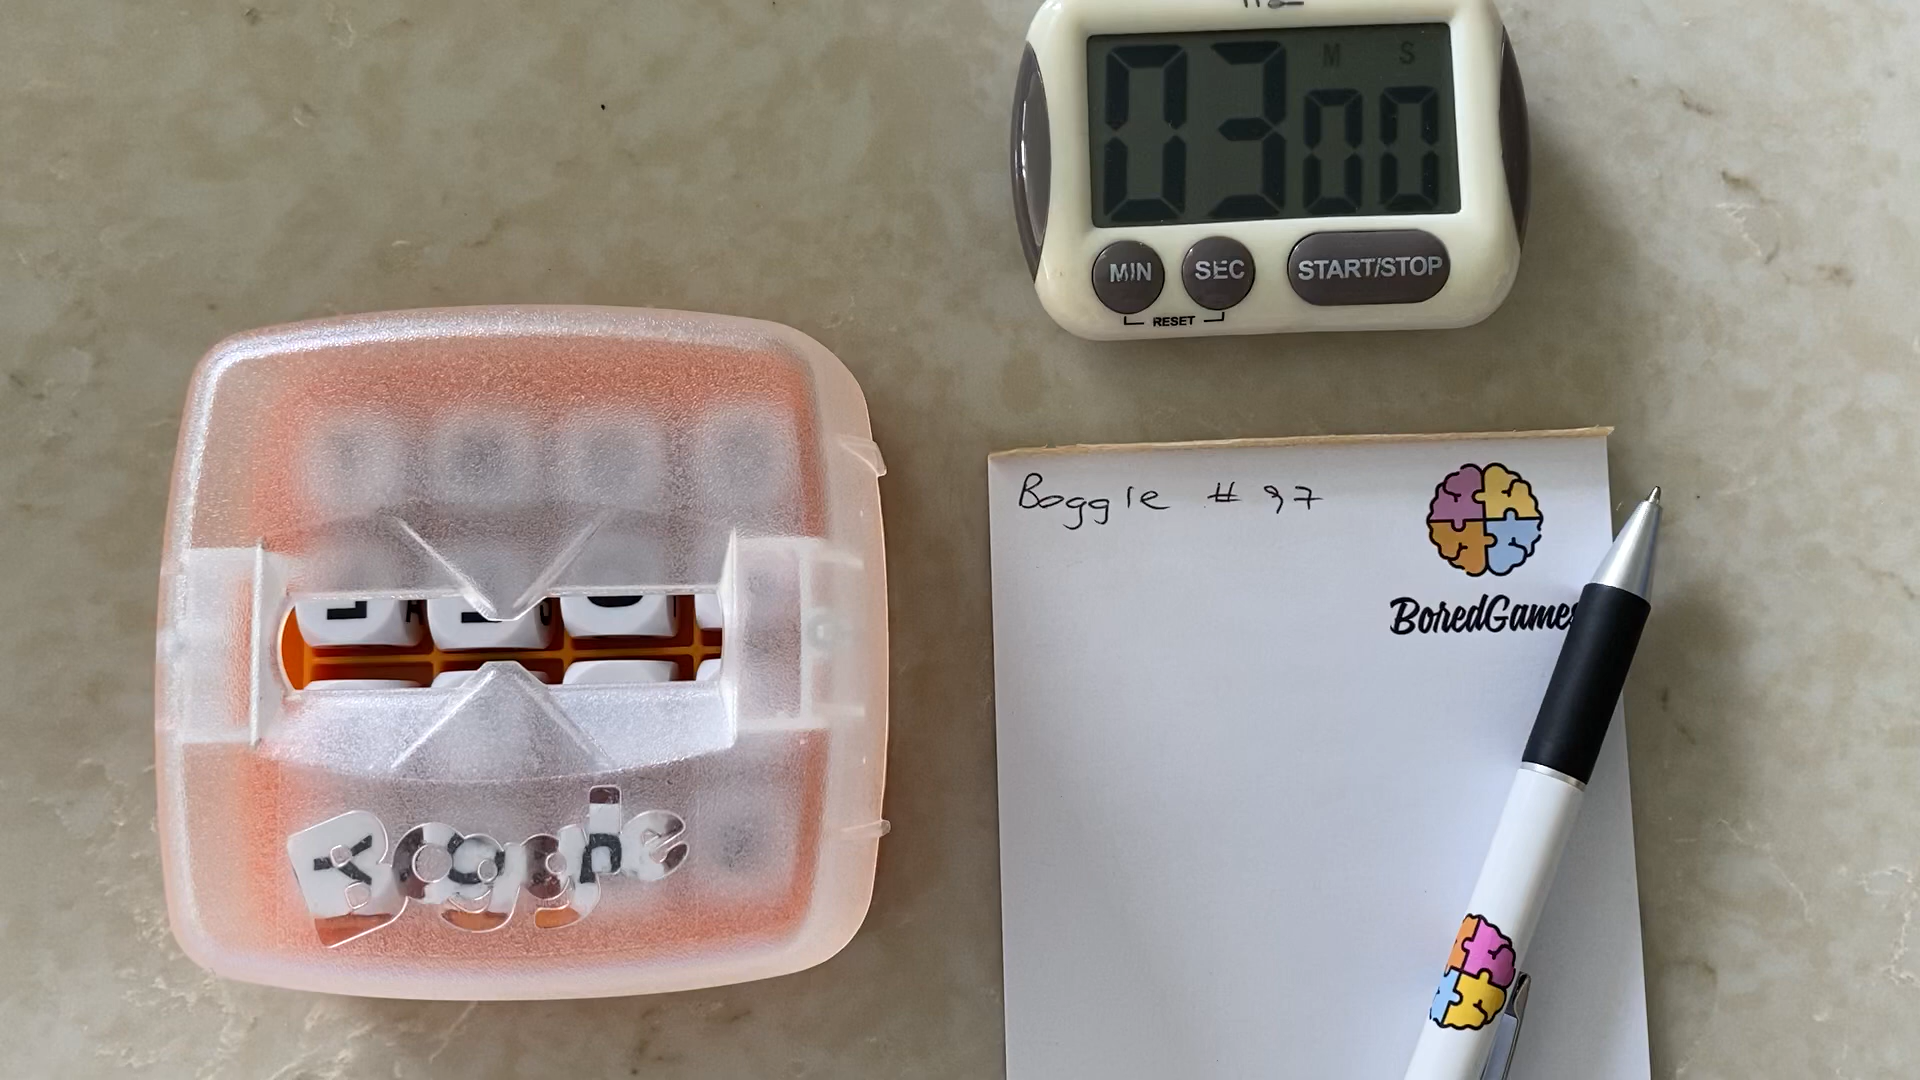 M S
03 00
MIN SEC START/STOP
RESET
Boggle # 97
BoredGames
Boggle
Y